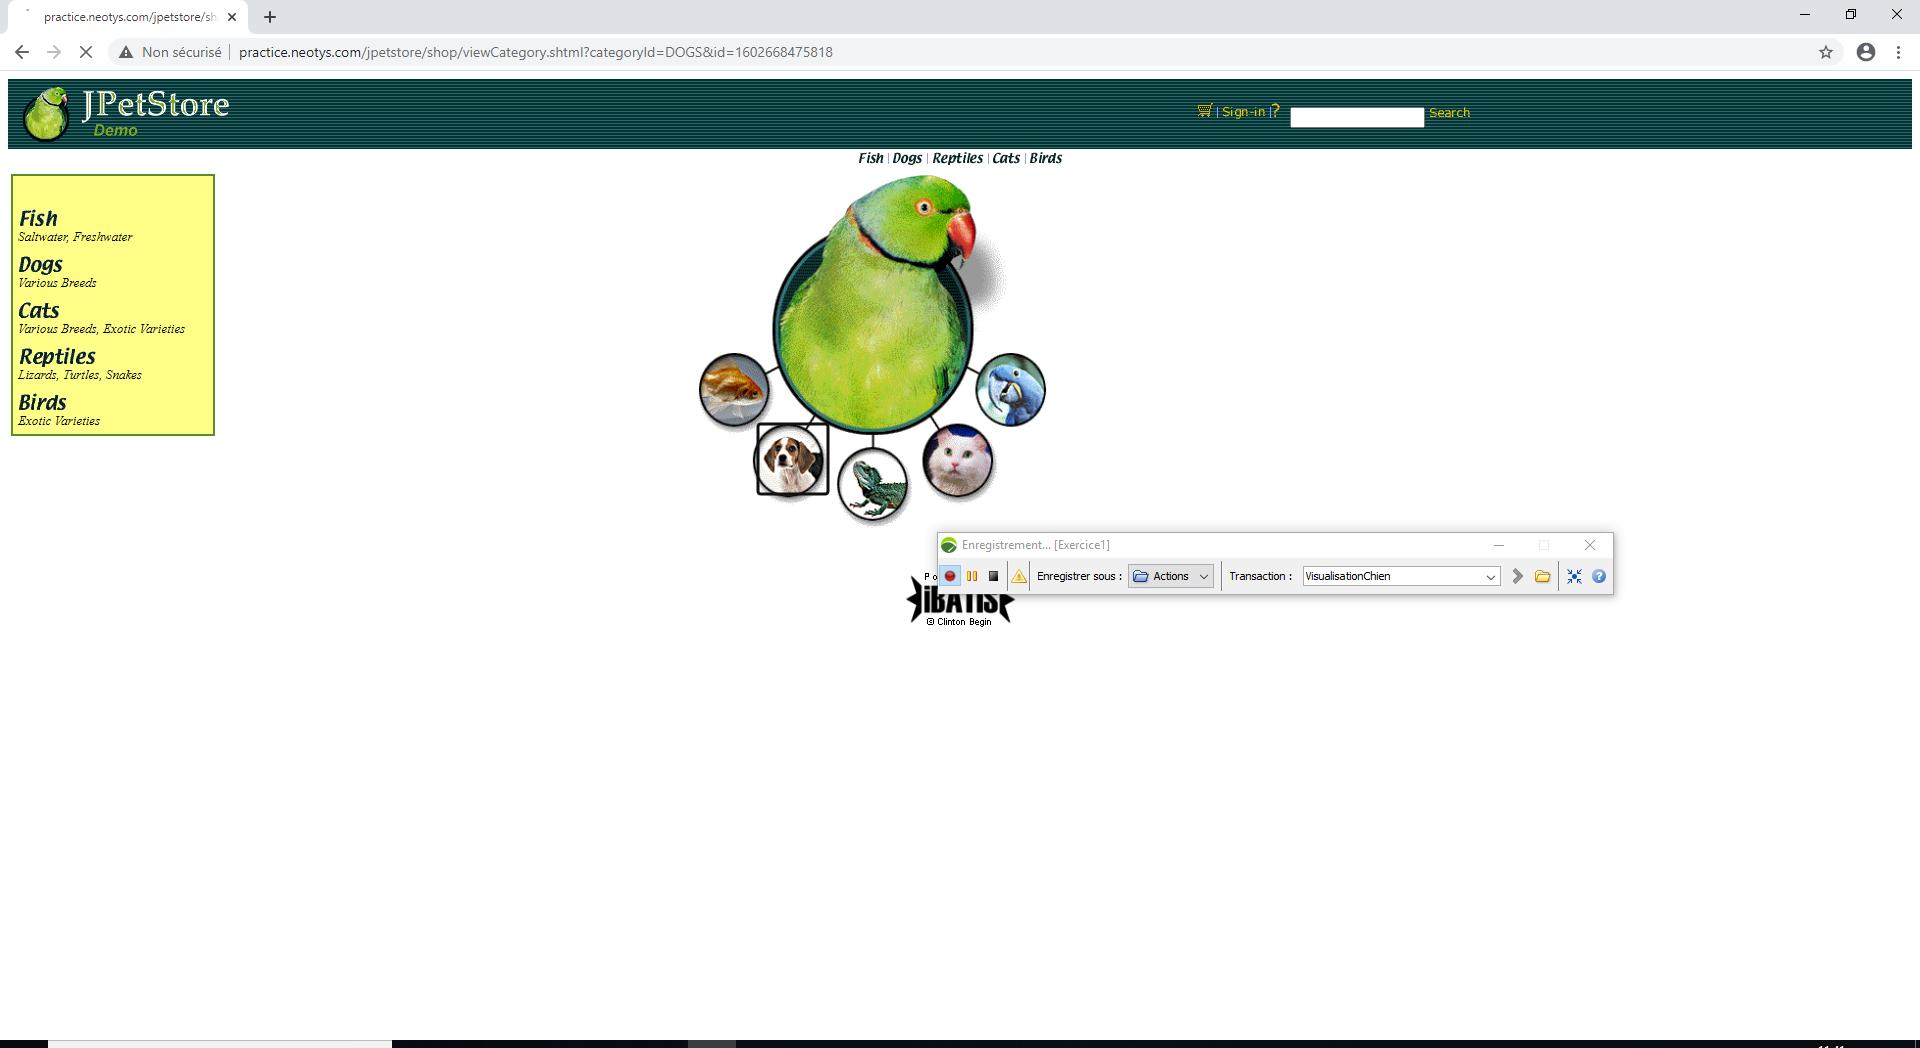 practice.neotys.com/jpetstore/sh
Non sécurisé
practice.neotys.com/jpetstore/shop/viewCategory.shtml?categoryId=DOGS&id=1602668475818
JPetStore
Demo
| Sign-in |? Search
Fish | Dogs | Reptiles | Cats | Birds
Fish
Saltwater, Freshwater
Dogs
Various Breeds
Cats
Various Breeds, Exotic Varieties
Reptiles
Lizards, Turtles, Snakes
Birds
Exotic Varieties
Enregistrement... [Exercice1]
Enregistrer sous : Actions Transaction : VisualisationChien
Po
iBATIS
© Clinton Begin